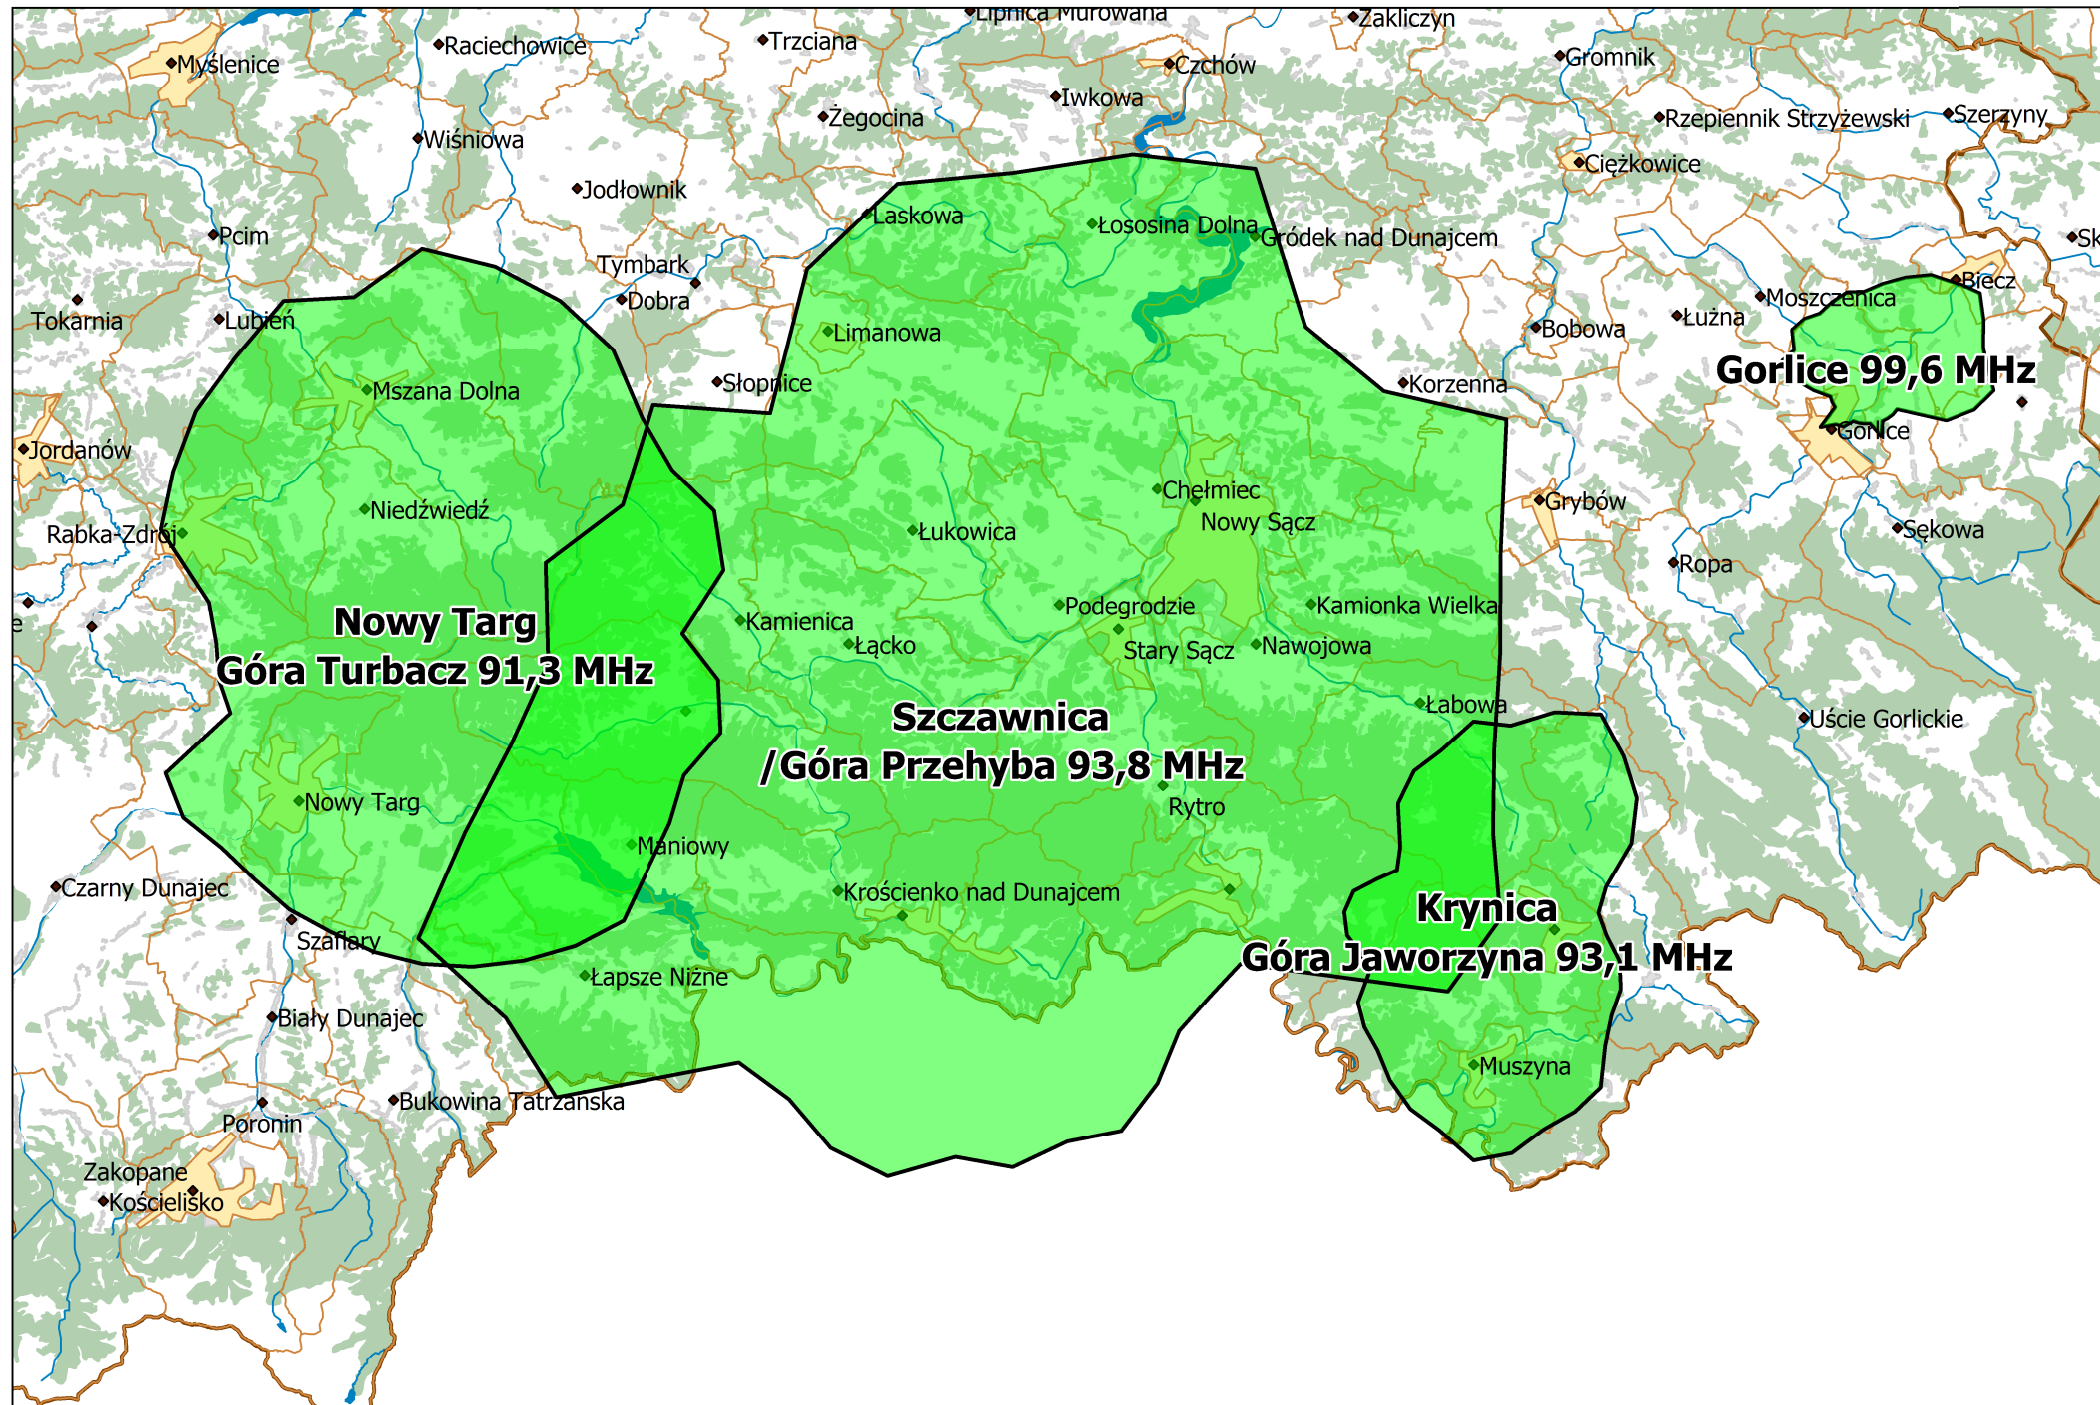 Lipnica Murowana
Zakliczyn
Raciechowice
Trzciana
Myślenice
Czchów
Gromnik
Iwkowa
Żegocina
Rzepiennik Strzyżewski
Szerzyny
Wiśniowa
Ciężkowice
Jodłownik
Laskowa
Łososina Dolna
Gródek nad Dunajcem
Pcim
Sk
Tymbark
Dobra
Biecz
Moszczenica
Tokarnia
Lubień
Łużna
Bobowa
Limanowa
Gorlice 99,6 MHz
Słopnice
Korzenna
Mszana Dolna
Gorlice
Jordanów
Chełmiec
Grybów
Niedźwiedź
Nowy Sącz
Łukowica
Sękowa
Rabka-Zdrój
Ropa
Podegrodzie
Kamionka Wielka
e
Nowy Targ
Góra Turbacz 91,3 MHz
Kamienica
Łącko
Stary Sącz
Nawojowa
Łabowa
Uście Gorlickie
Szczawnica
/Góra Przehyba 93,8 MHz
Nowy Targ
Rytro
Maniowy
Czarny Dunajec
Krościenko nad Dunajcem
Krynica
Góra Jaworzyna 93,1 MHz
Szaflary
Łapsze Niżne
Biały Dunajec
Muszyna
Bukowina Tatrzańska
Poronin
Zakopane
Kościelisko